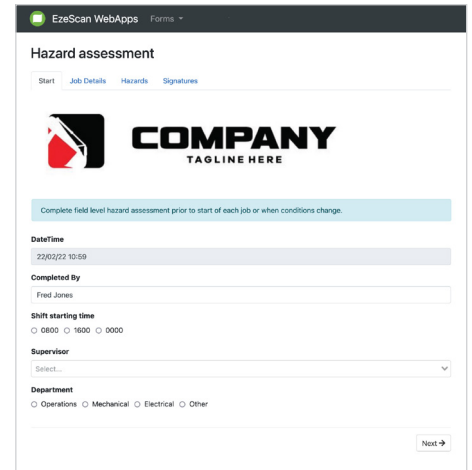 EzeScan WebApps Forms
Hazard assessment
Start Job Details Hazards Signatures
COMPANY
TAGLINE HERE
Complete field level hazard assessment prior to start of each job or when conditions change.
DateTime
22/02/22 10:59
Completed By
Fred Jones
Shift starting time
0800 1600 0000
Supervisor
Select...
Department
Operations Mechanical Electrical Other
Next →